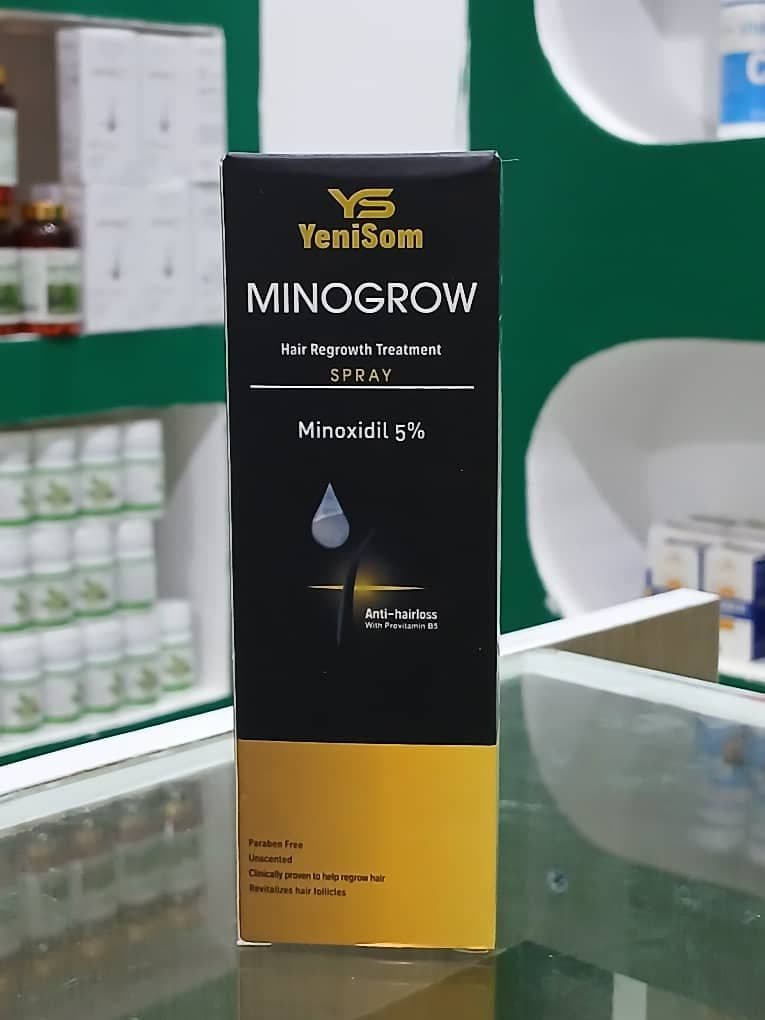 YS
YeniSom
MINOGROW
Hair Regrowth Treatment
SPRAY
Minoxidil 5%
Anti-hairloss
With Provitamin B5
Paraben Free
Unscented
Clinically proven to help regrow hair
Revitalizes hair follicles